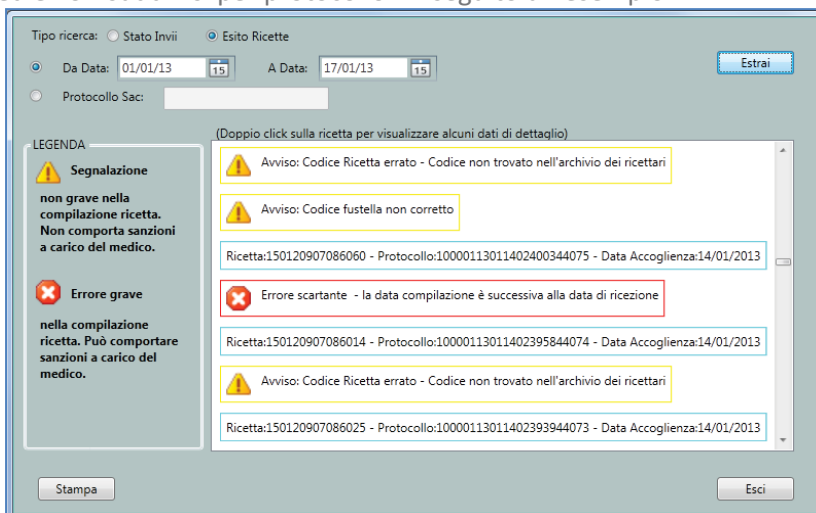 Tipo ricerca: Stato Invii Esito Ricette
Da Data: 01/01/13 15 A Data: 17/01/13 15
Estrai
Protocollo Sac:
(Doppio click sulla ricetta per visualizzare alcuni dati di dettaglio)
LEGENDA
Segnalazione
non grave nella
compilazione ricetta.
Non comporta sanzioni
a carico del medico.
Errore grave
nella compilazione
ricetta. Può comportare
sanzioni a carico del
medico.
Avviso: Codice Ricetta errato - Codice non trovato nell'archivio dei ricettari
Avviso: Codice fustella non corretto
Ricetta:150120907086060 - Protocollo:10000113011402400344075 - Data Accoglienza:14/01/2013
Errore scartante - la data compilazione è successiva alla data di ricezione
Ricetta:150120907086014 - Protocollo:10000113011402395844074 - Data Accoglienza:14/01/2013
Avviso: Codice Ricetta errato - Codice non trovato nell'archivio dei ricettari
Ricetta:150120907086025 - Protocollo:10000113011402393944073 - Data Accoglienza:14/01/2013
Stampa
Esci